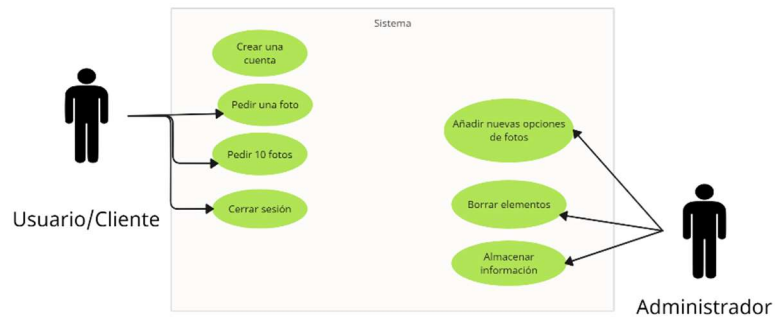 Sistema
Crear una
cuenta
Pedir una foto
Pedir 10 fotos
Cerrar sesión
Usuario/Cliente
Añadir nuevas opciones
de fotos
Borrar elementos
Almacenar
información
Administrador